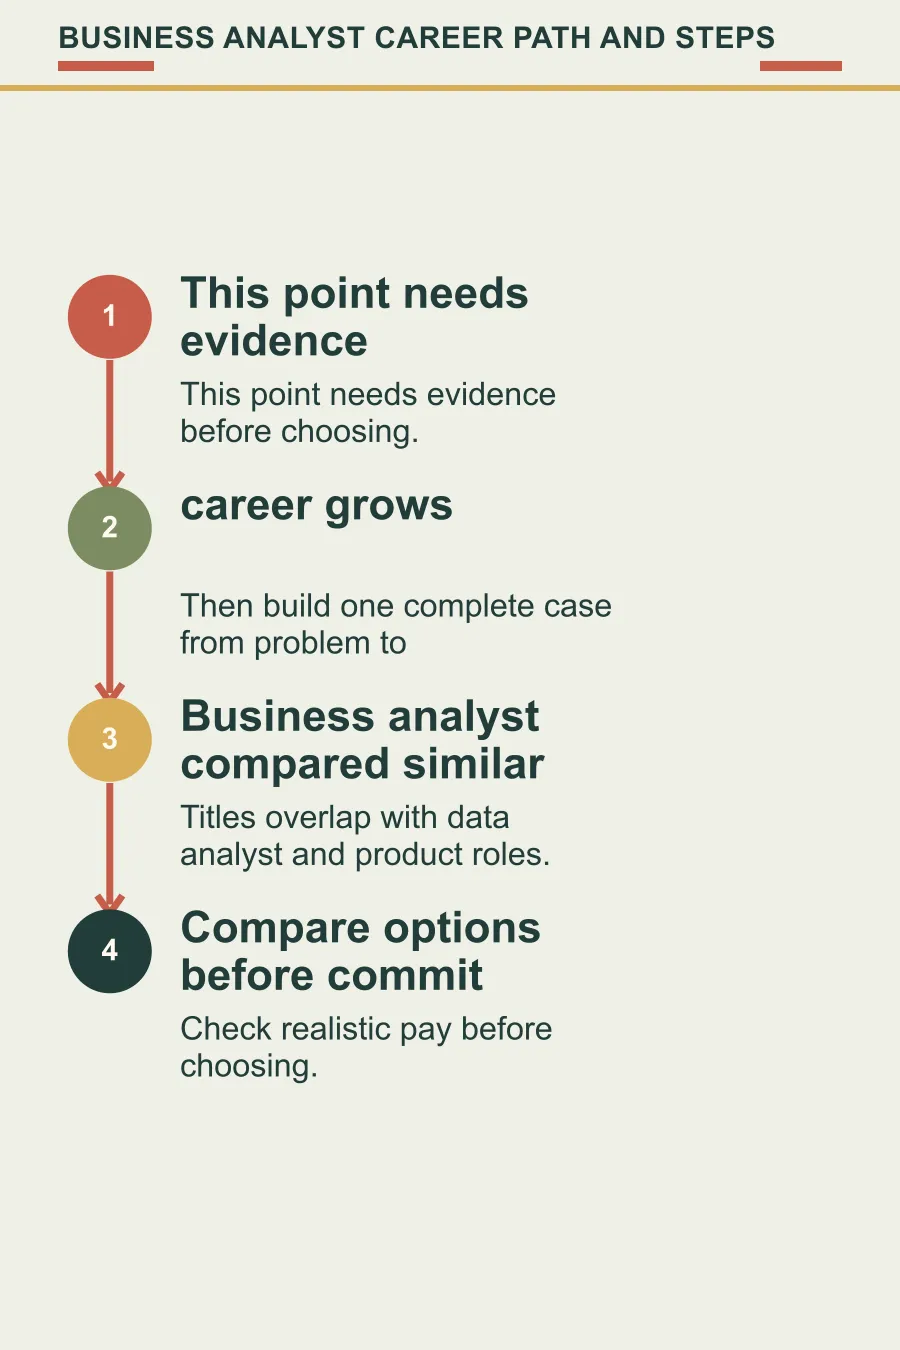 BUSINESS ANALYST CAREER PATH AND STEPS
1
This point needs
evidence
This point needs evidence
before choosing.
2
career grows
Then build one complete case
from problem to
3
Business analyst
compared similar
Titles overlap with data
analyst and product roles.
4
Compare options
before commit
Check realistic pay before
choosing.